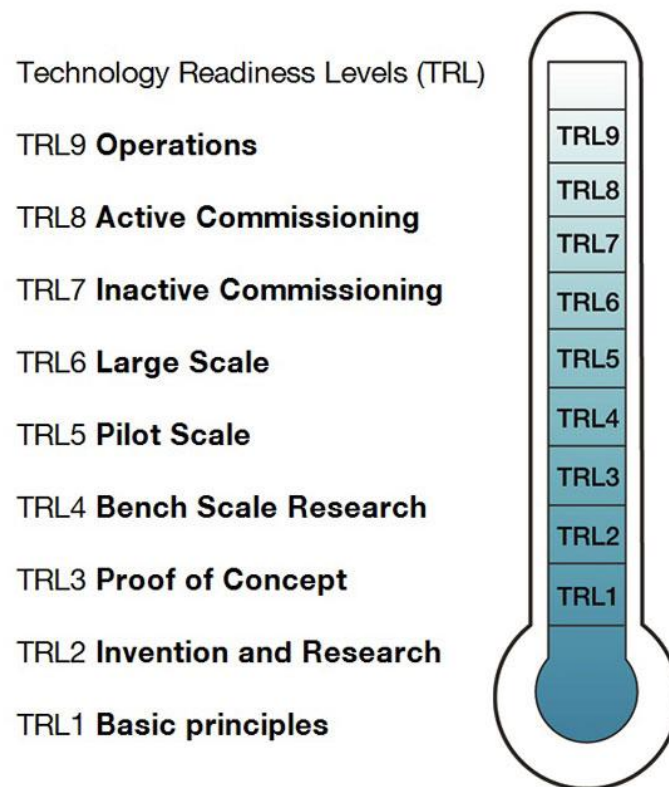 Technology Readiness Levels (TRL)
TRL9 Operations
TRL8 Active Commissioning
TRL7 Inactive Commissioning
TRL6 Large Scale
TRL5 Pilot Scale
TRL4 Bench Scale Research
TRL3 Proof of Concept
TRL2 Invention and Research
TRL1 Basic principles
TRL9
TRL8
TRL7
TRL6
TRL5
TRL4
TRL3
TRL2
TRL1